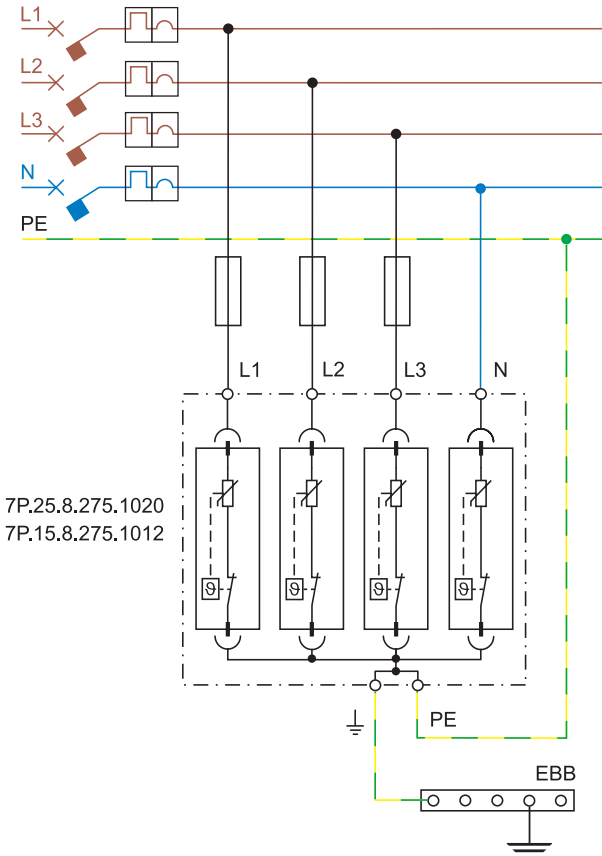 L1
L2
L3
N
PE
L1 L2 L3 N
7P.25.8.275.1020
7P.15.8.275.1012
ϑ ϑ ϑ ϑ
PE
EBB